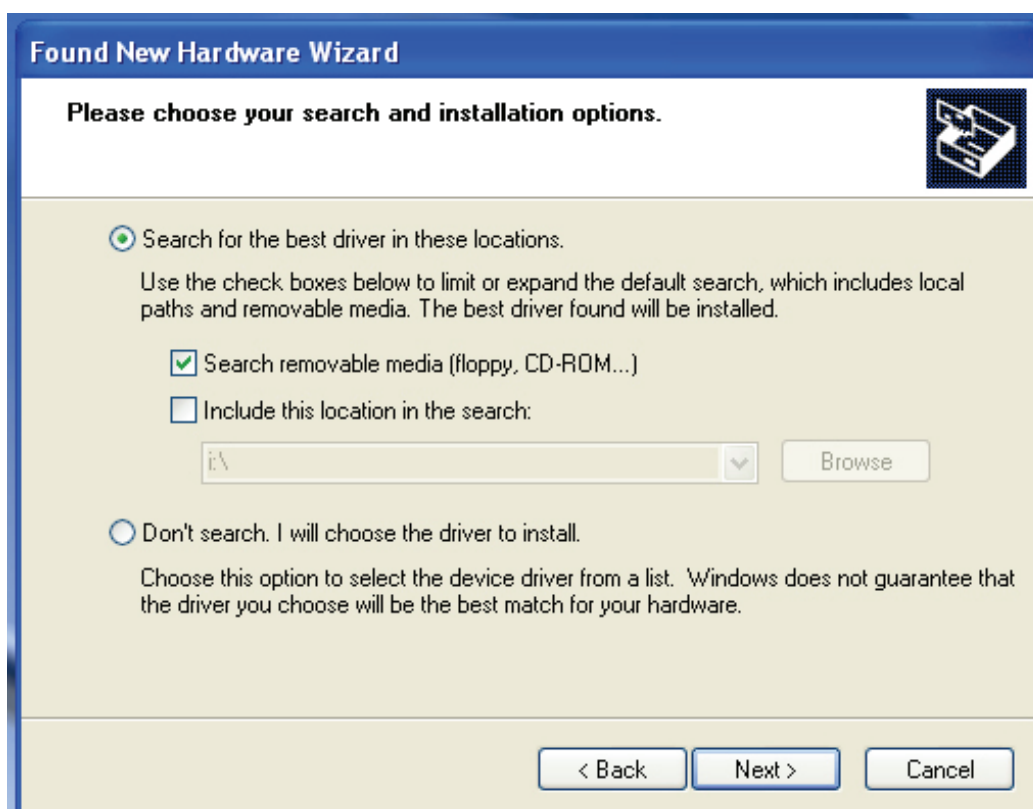 Found New Hardware Wizard
Please choose your search and installation options.
Search for the best driver in these locations.
Use the check boxes below to limit or expand the default search, which includes local
paths and removable media. The best driver found will be installed.
Search removable media (floppy, CD-ROM...)
Include this location in the search:
i:\
Browse
Don't search. I will choose the driver to install.
Choose this option to select the device driver from a list.  Windows does not guarantee that
the driver you choose will be the best match for your hardware.
< Back
Next >
Cancel